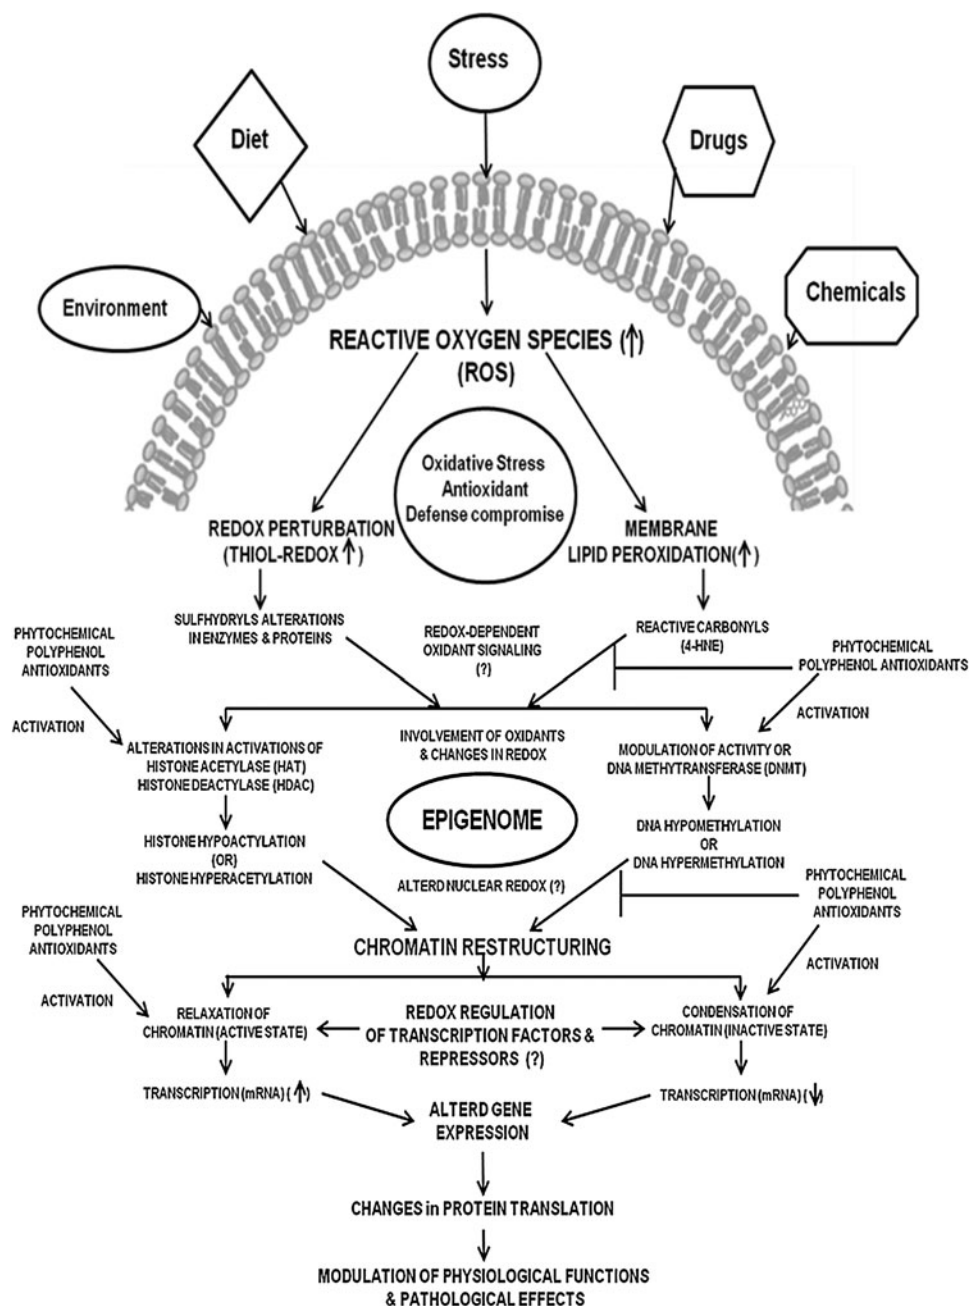 Stress
Diet
Drugs
Environment
Chemicals
REACTIVE OXYGEN SPECIES (↑)
(ROS)
Oxidative Stress
Antioxidant
Defense compromise
REDOX PERTURBATION
(THIOL-REDOX ↑)
MEMBRANE
LIPID PEROXIDATION(↑)
SULFHYDRYLS ALTERATIONS
IN ENZYMES & PROTEINS
REDOX-DEPENDENT
OXIDANT SIGNALING
(?)
REACTIVE CARBONYLS
(4-HNE)
PHYTOCHEMICAL
POLYPHENOL
ANTIOXIDANTS
PHYTOCHEMICAL
POLYPHENOL ANTIOXIDANTS
ACTIVATION
ACTIVATION
ALTERATIONS IN ACTIVATIONS OF
HISTONE ACETYLASE (HAT)
HISTONE DEACTYLASE (HDAC)
INVOLVEMENT OF OXIDANTS
& CHANGES IN REDOX
MODULATION OF ACTIVITY OR
DNA METHYTRANSFERASE (DNMT)
EPIGENOME
HISTONE HYPOACTYLATION
(OR)
HISTONE HYPERACETYLATION
DNA HYPOMETHYLATION
OR
DNA HYPERMETHYLATION
ALTERD NUCLEAR REDOX (?)
PHYTOCHEMICAL
POLYPHENOL
ANTIOXIDANTS
PHYTOCHEMICAL
POLYPHENOL
ANTIOXIDANTS
CHROMATIN RESTRUCTURING
ACTIVATION
ACTIVATION
RELAXATION OF
CHROMATIN (ACTIVE STATE)
REDOX REGULATION
OF TRANSCRIPTION FACTORS &
REPRESSORS (?)
CONDENSATION OF
CHROMATIN (INACTIVE STATE)
TRANSCRIPTION (mRNA) (↑)
TRANSCRIPTION (mRNA) (↓)
ALTERD GENE
EXPRESSION
CHANGES in PROTEIN TRANSLATION
MODULATION OF PHYSIOLOGICAL FUNCTIONS
& PATHOLOGICAL EFFECTS